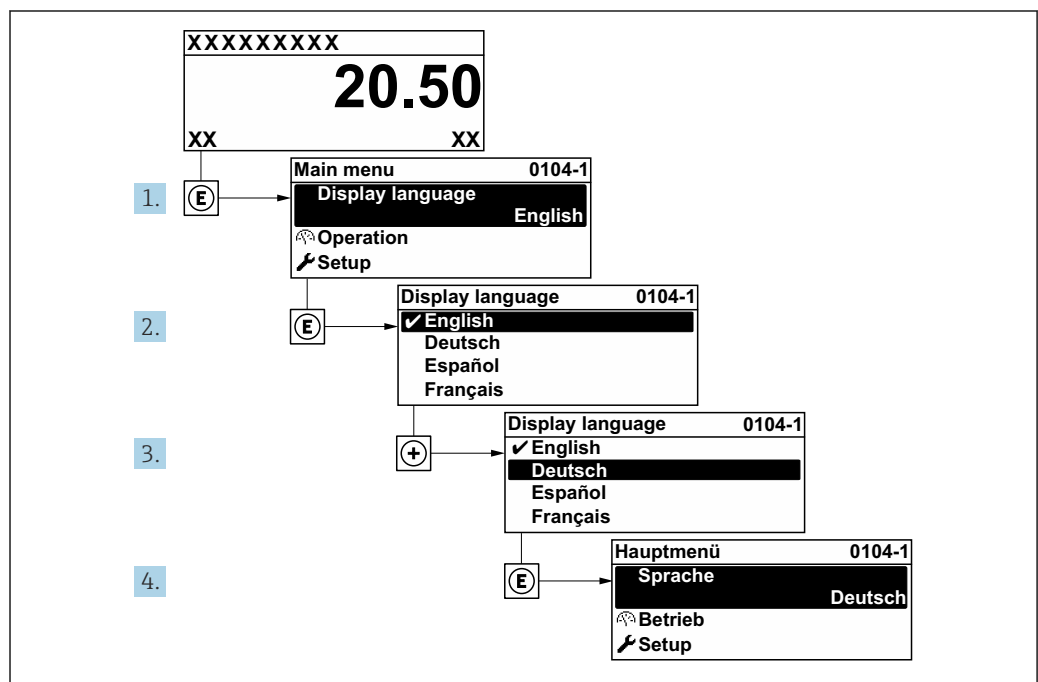 XXXXXXXXX
20.50
XX XX
1.
E
Main menu 0104-1
Display language
English
Operation
Setup
2.
E
Display language 0104-1
✔ English
Deutsch
Español
Français
3.
+
Display language 0104-1
✔ English
Deutsch
Español
Français
4.
E
Hauptmenü 0104-1
Sprache
Deutsch
Betrieb
Setup